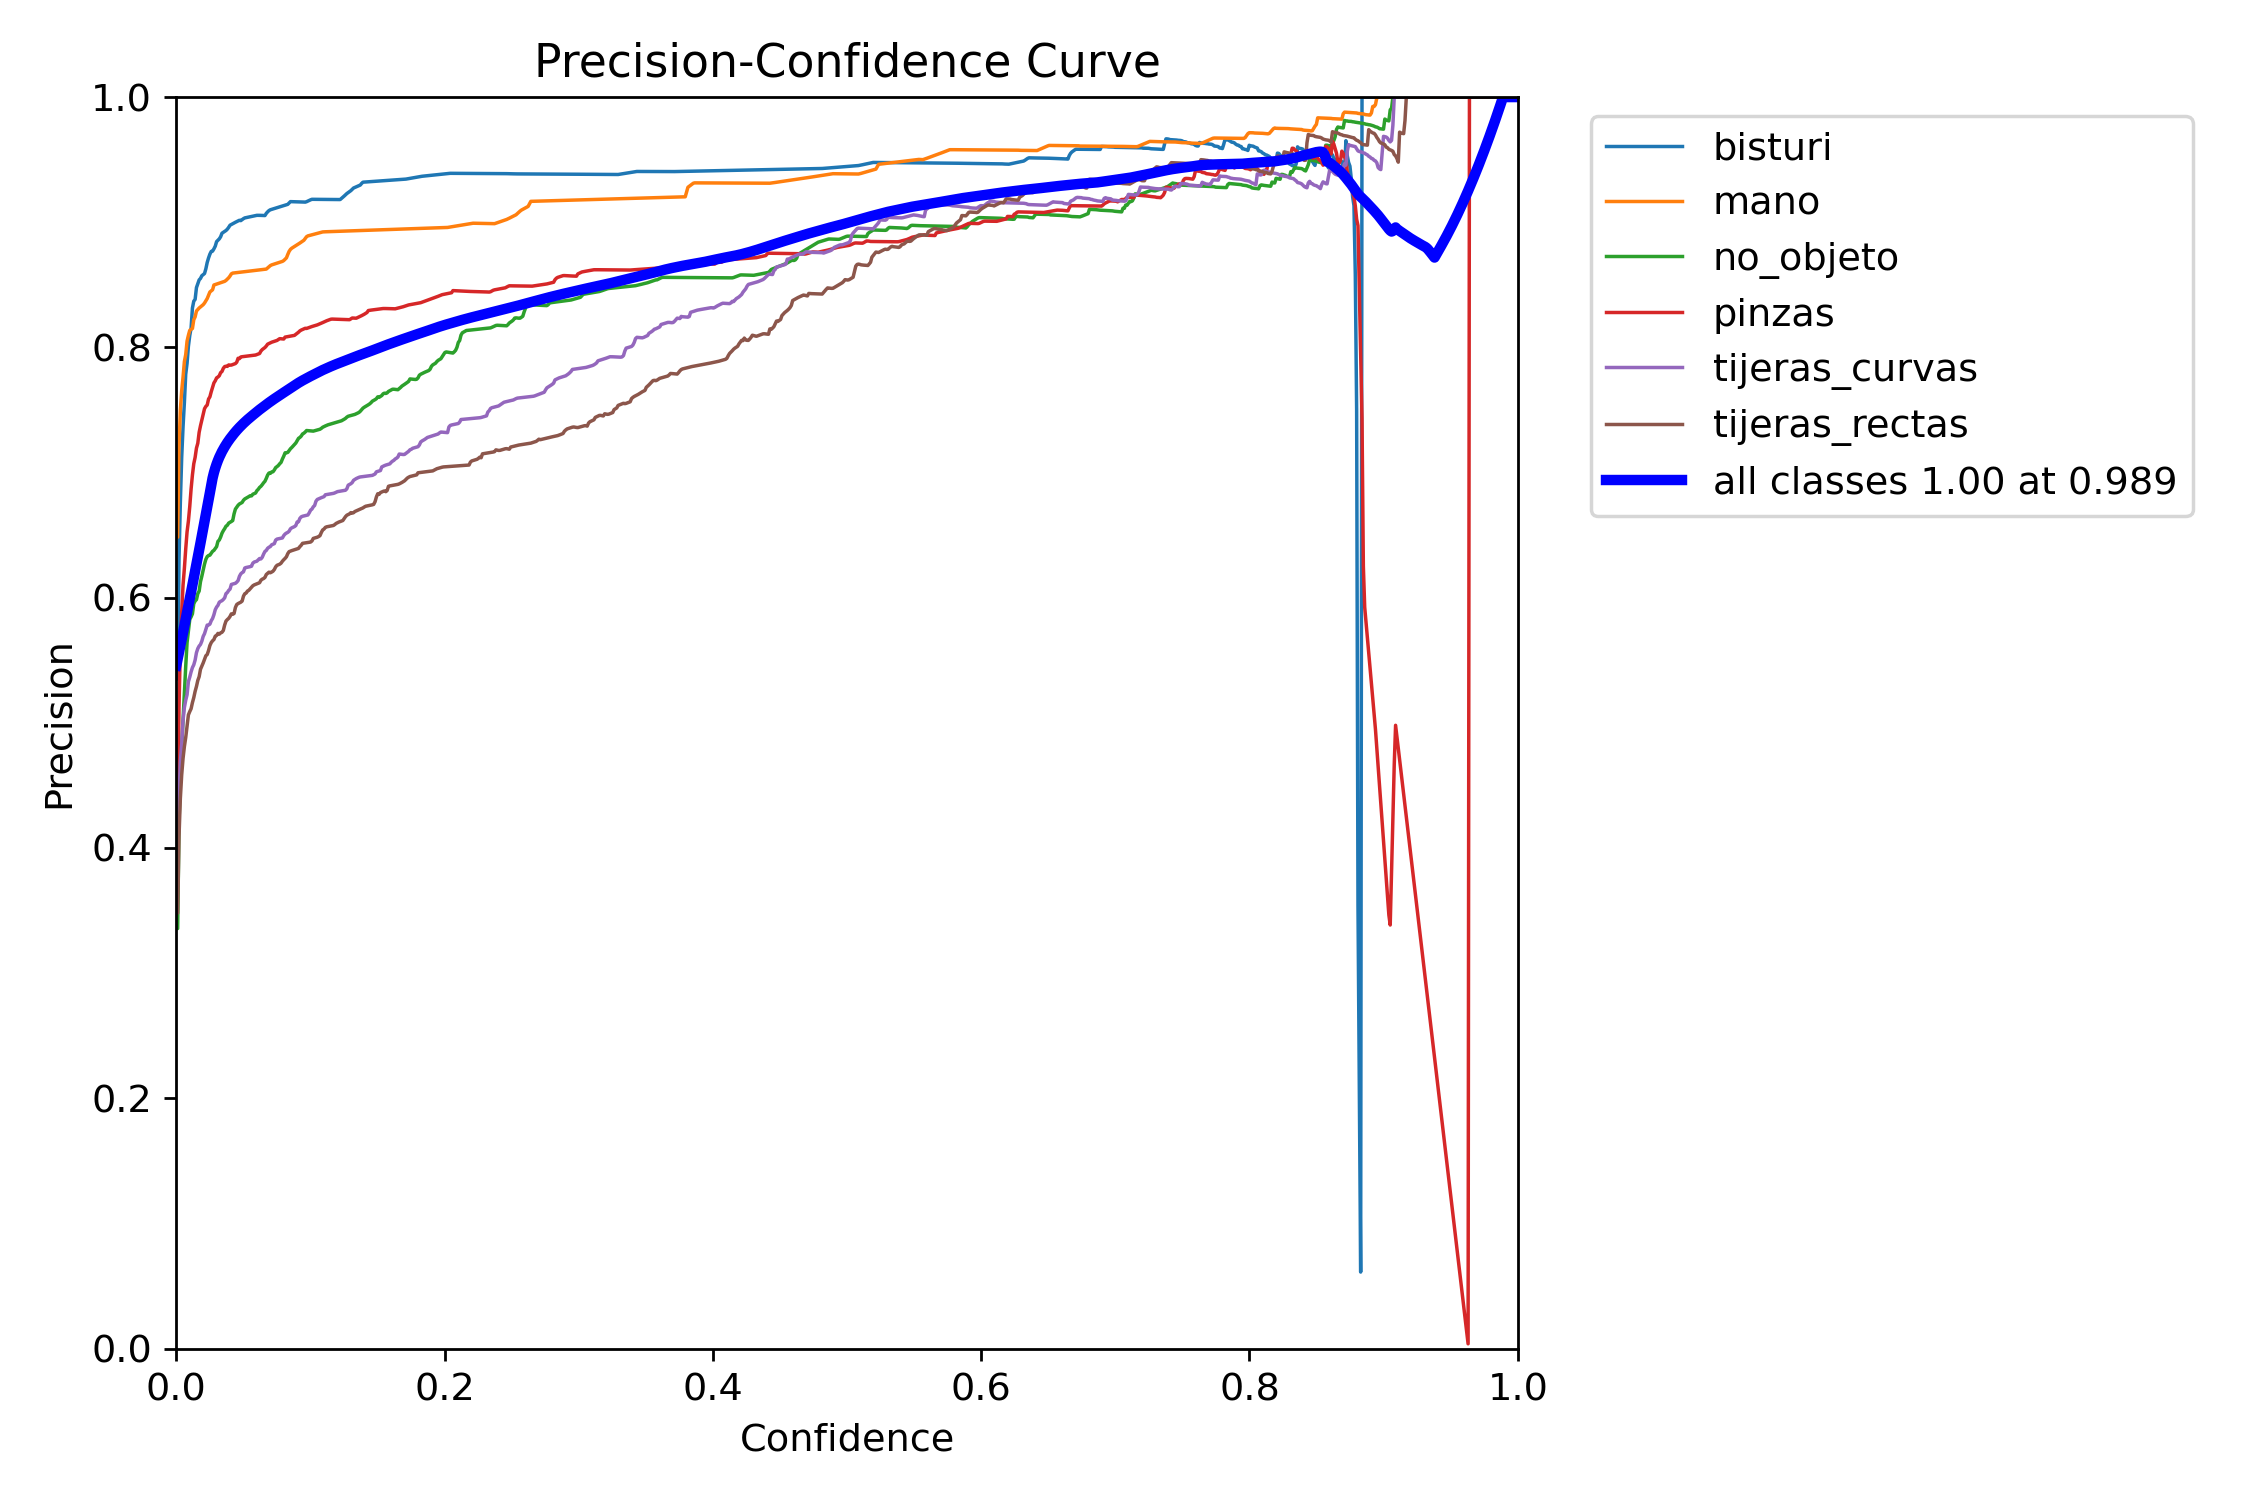 Precision-Confidence Curve
1.0
0.8
0.6
0.4
0.2
0.0
Precision
0.0 0.2 0.4 0.6 0.8 1.0
Confidence
bisturi
mano
no_objeto
pinzas
tijeras_curvas
tijeras_rectas
all classes 1.00 at 0.989